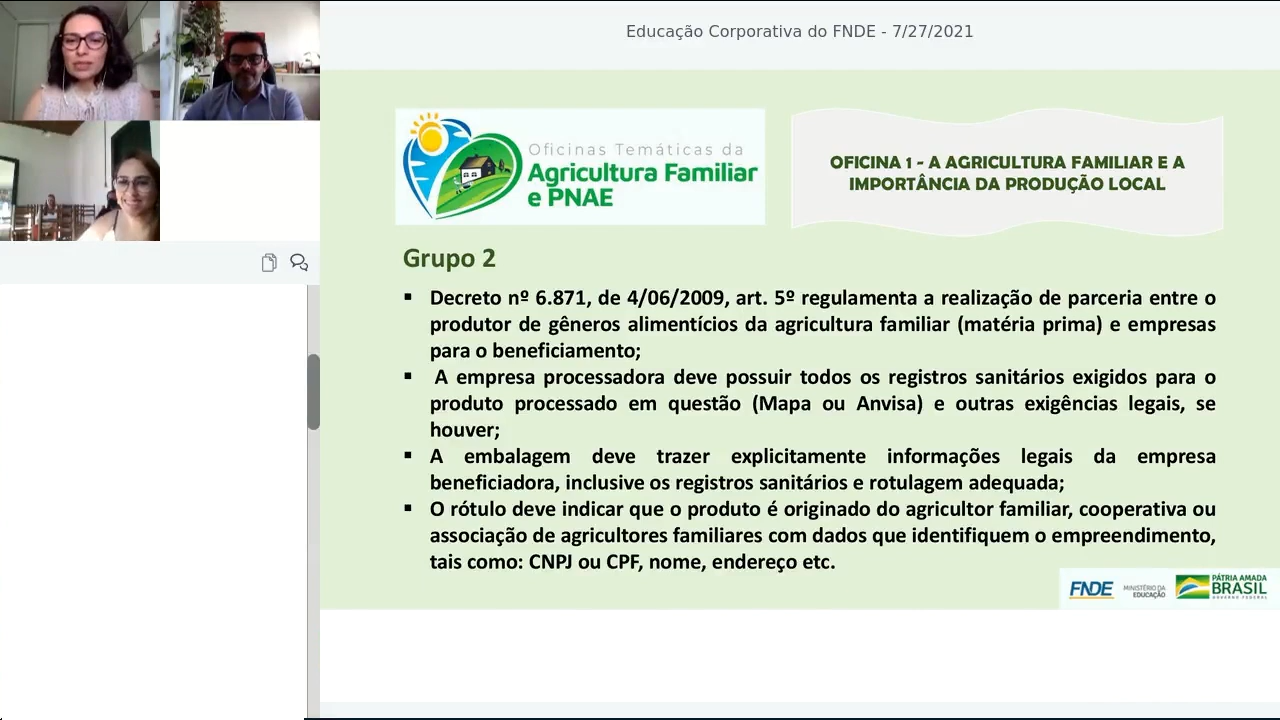 Educação Corporativa do FNDE - 7/27/2021
Oficinas Temáticas da
Agricultura Familiar
e PNAE
OFICINA 1 - A AGRICULTURA FAMILIAR E A
IMPORTÂNCIA DA PRODUÇÃO LOCAL
Grupo 2
▪ Decreto nº 6.871, de 4/06/2009, art. 5º regulamenta a realização de parceria entre o
produtor de gêneros alimentícios da agricultura familiar (matéria prima) e empresas
para o beneficiamento;
▪ A empresa processadora deve possuir todos os registros sanitários exigidos para o
produto processado em questão (Mapa ou Anvisa) e outras exigências legais, se
houver;
▪ A embalagem deve trazer explicitamente informações legais da empresa
beneficiadora, inclusive os registros sanitários e rotulagem adequada;
▪ O rótulo deve indicar que o produto é originado do agricultor familiar, cooperativa ou
associação de agricultores familiares com dados que identifiquem o empreendimento,
tais como: CNPJ ou CPF, nome, endereço etc.
FNDE
MINISTÉRIO DA
EDUCAÇÃO
PÁTRIA AMADA
BRASIL
GOVERNO FEDERAL